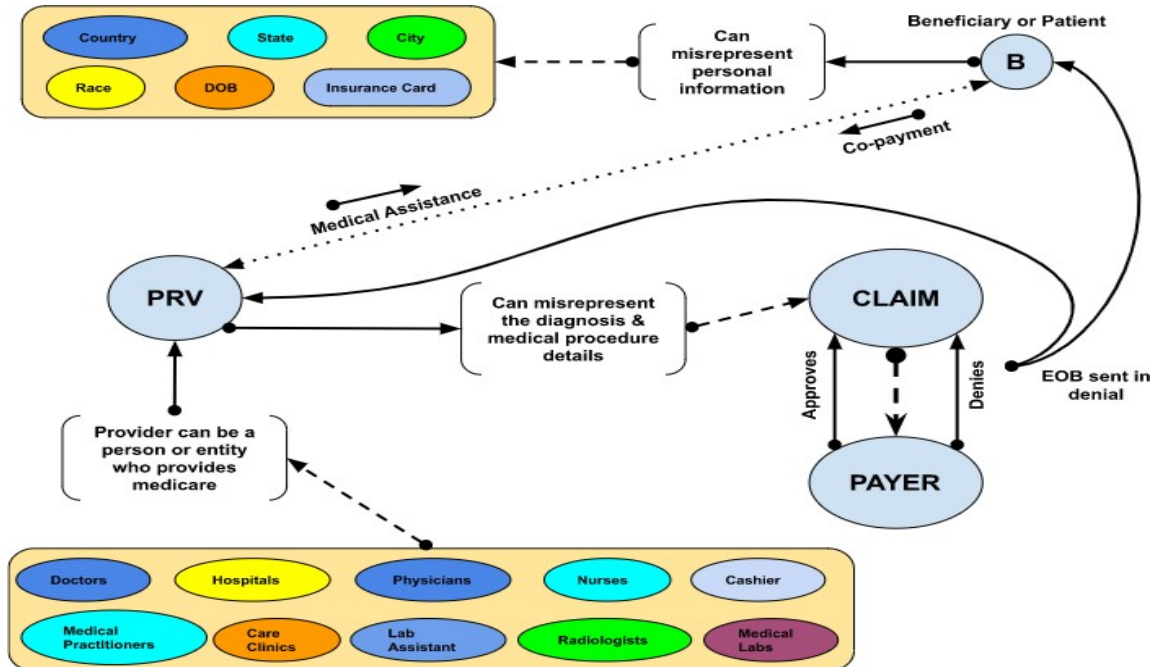 Beneficiary or Patient
Country
State
City
Race
DOB
Insurance Card
Can
misrepresent
personal
information
B
Co-payment
Medical Assistance
PRV
Can misrepresent
the diagnosis &
medical procedure
details
CLAIM
Approves
Denies
EOB sent in
denial
PAYER
Provider can be a
person or entity
who provides
medicare
Doctors
Hospitals
Physicians
Nurses
Cashier
Medical
Practitioners
Care
Clinics
Lab
Assistant
Radiologists
Medical
Labs